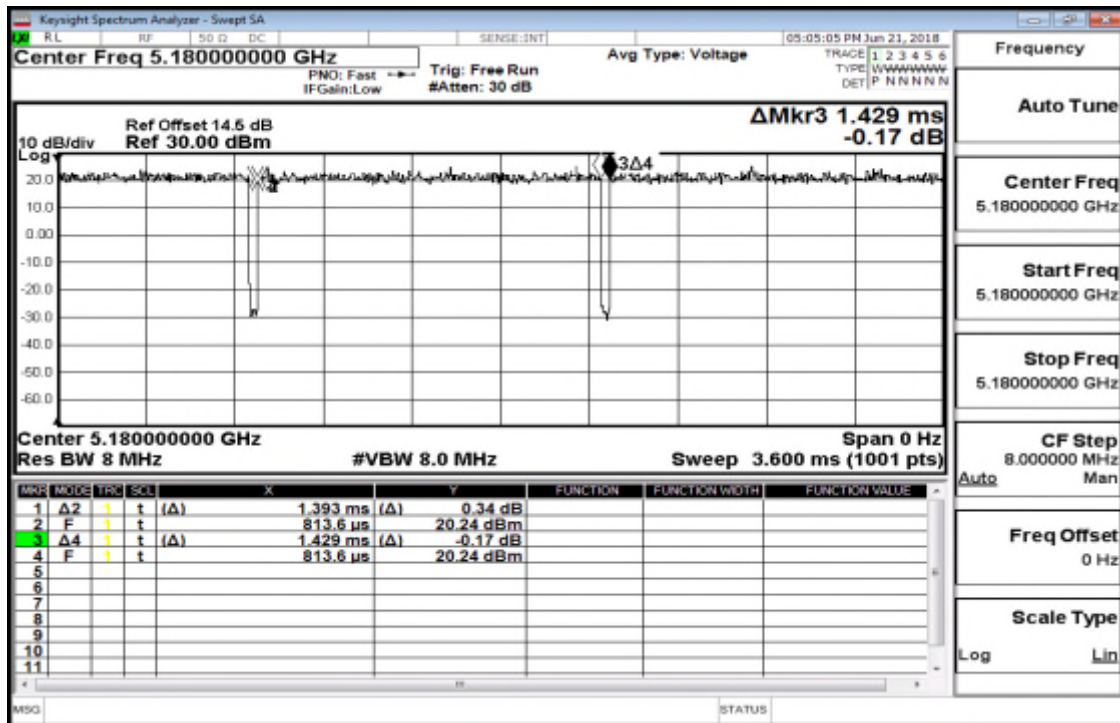 Keysight Spectrum Analyzer - Swept SA
RL RF 50 Ω DC SENSE:INT 05:05:05 PM Jun 21, 2018
Center Freq 5.180000000 GHz
PNO: Fast
IFGain:Low
Trig: Free Run
#Atten: 30 dB
Avg Type: Voltage
TRACE 1 2 3 4 5 6
TYPE WWWWWW
DET P N N N N N
ΔMkr3 1.429 ms
-0.17 dB
Ref Offset 14.5 dB
10 dB/div Ref 30.00 dBm
Log
3Δ4
20.0
10.0
0.00
-10.0
-20.0
-30.0
-40.0
-50.0
-60.0
Center 5.180000000 GHz Span 0 Hz
Res BW 8 MHz #VBW 8.0 MHz Sweep 3.600 ms (1001 pts)
MKR MODE TRC SCL X Y FUNCTION FUNCTION WIDTH FUNCTION VALUE
1 Δ2 1 t (Δ) 1.393 ms (Δ) 0.34 dB
2 F 1 t 813.6 µs 20.24 dBm
3 Δ4 1 t (Δ) 1.429 ms (Δ) -0.17 dB
4 F 1 t 813.6 µs 20.24 dBm
5
6
7
8
9
10
11
MSG STATUS
Frequency
Auto Tune
Center Freq
5.180000000 GHz
Start Freq
5.180000000 GHz
Stop Freq
5.180000000 GHz
CF Step
8.000000 MHz
Auto Man
Freq Offset
0 Hz
Scale Type
Log Lin